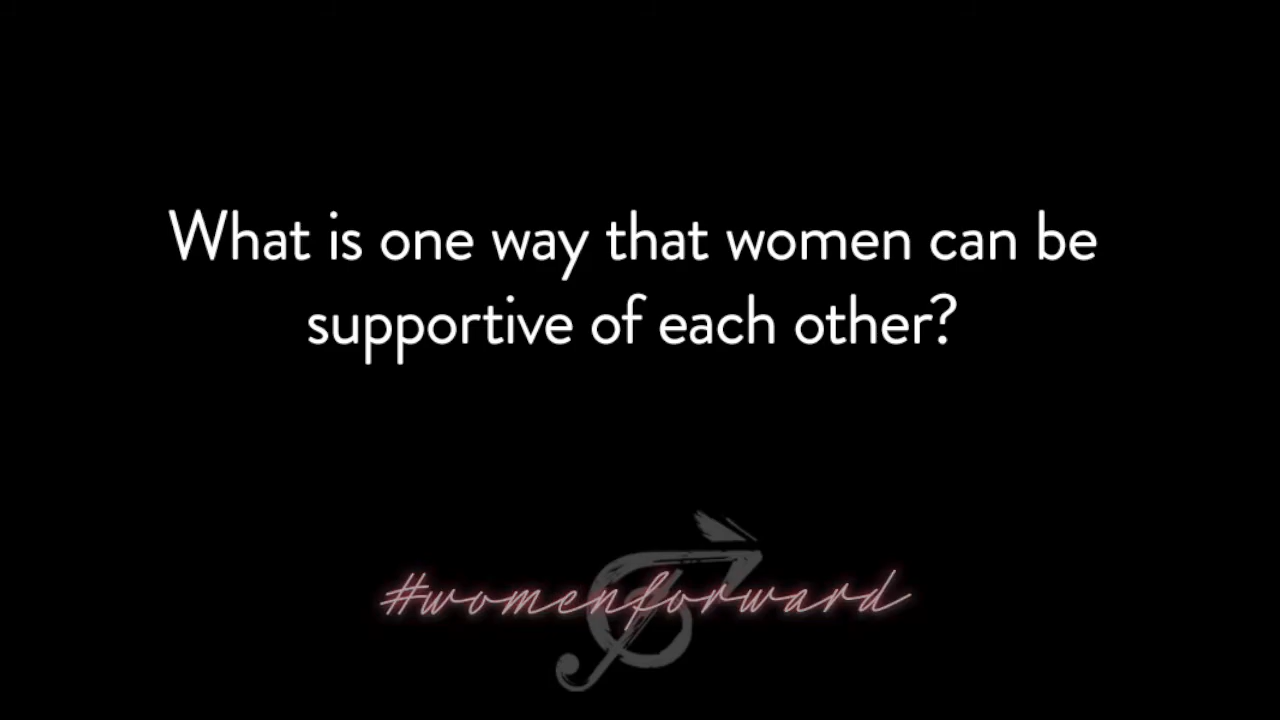 What is one way that women can be
supportive of each other?
#womenforward